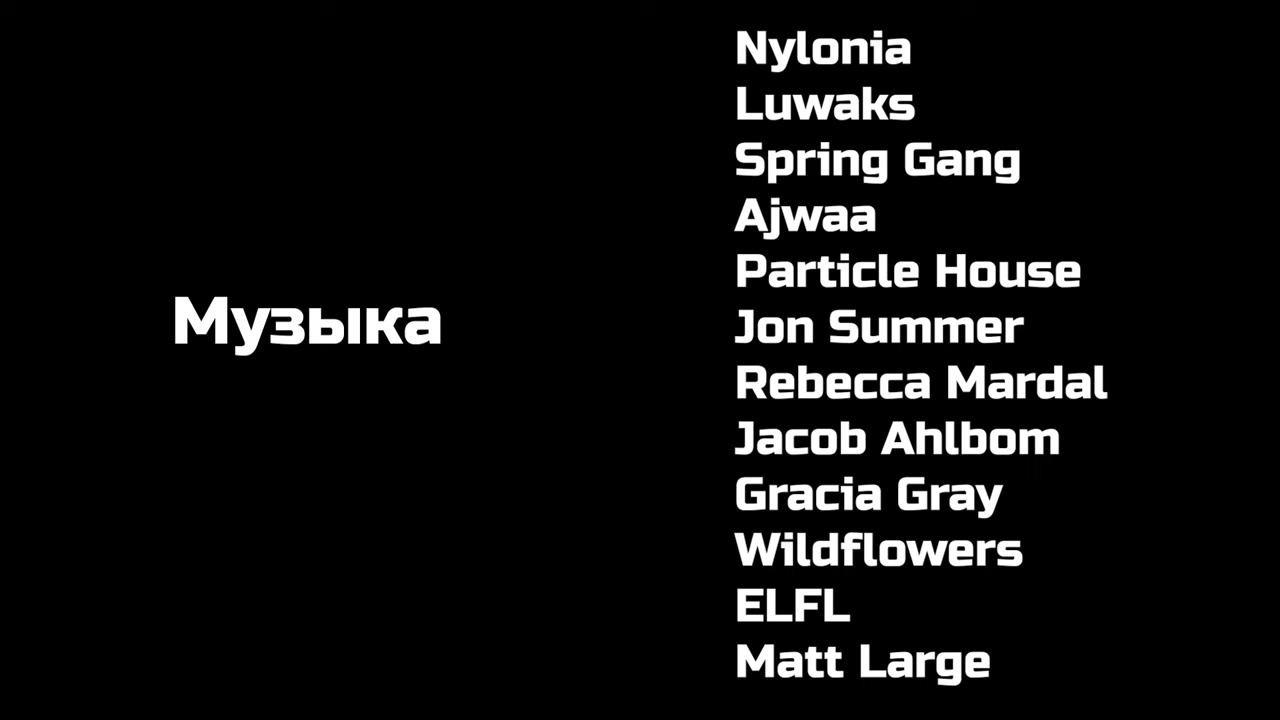 Музыка
Nylonia
Luwaks
Spring Gang
Ajwaa
Particle House
Jon Summer
Rebecca Mardal
Jacob Ahlbom
Gracia Gray
Wildflowers
ELFL
Matt Large